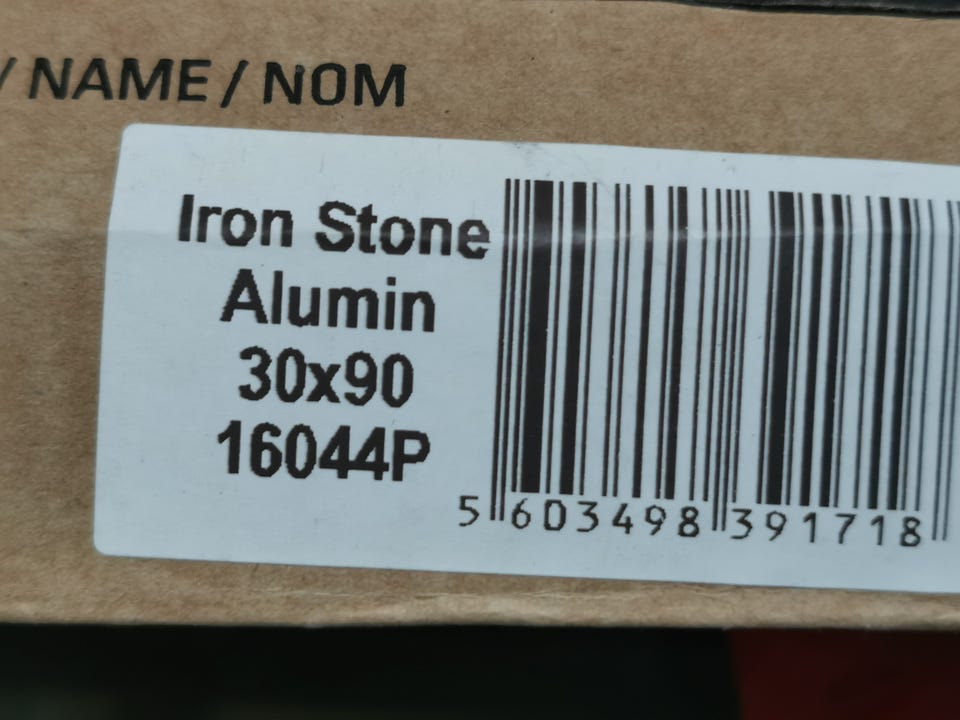 / NAME / NOM
Iron Stone
Alumin
30x90
16044P
5 603498 391718